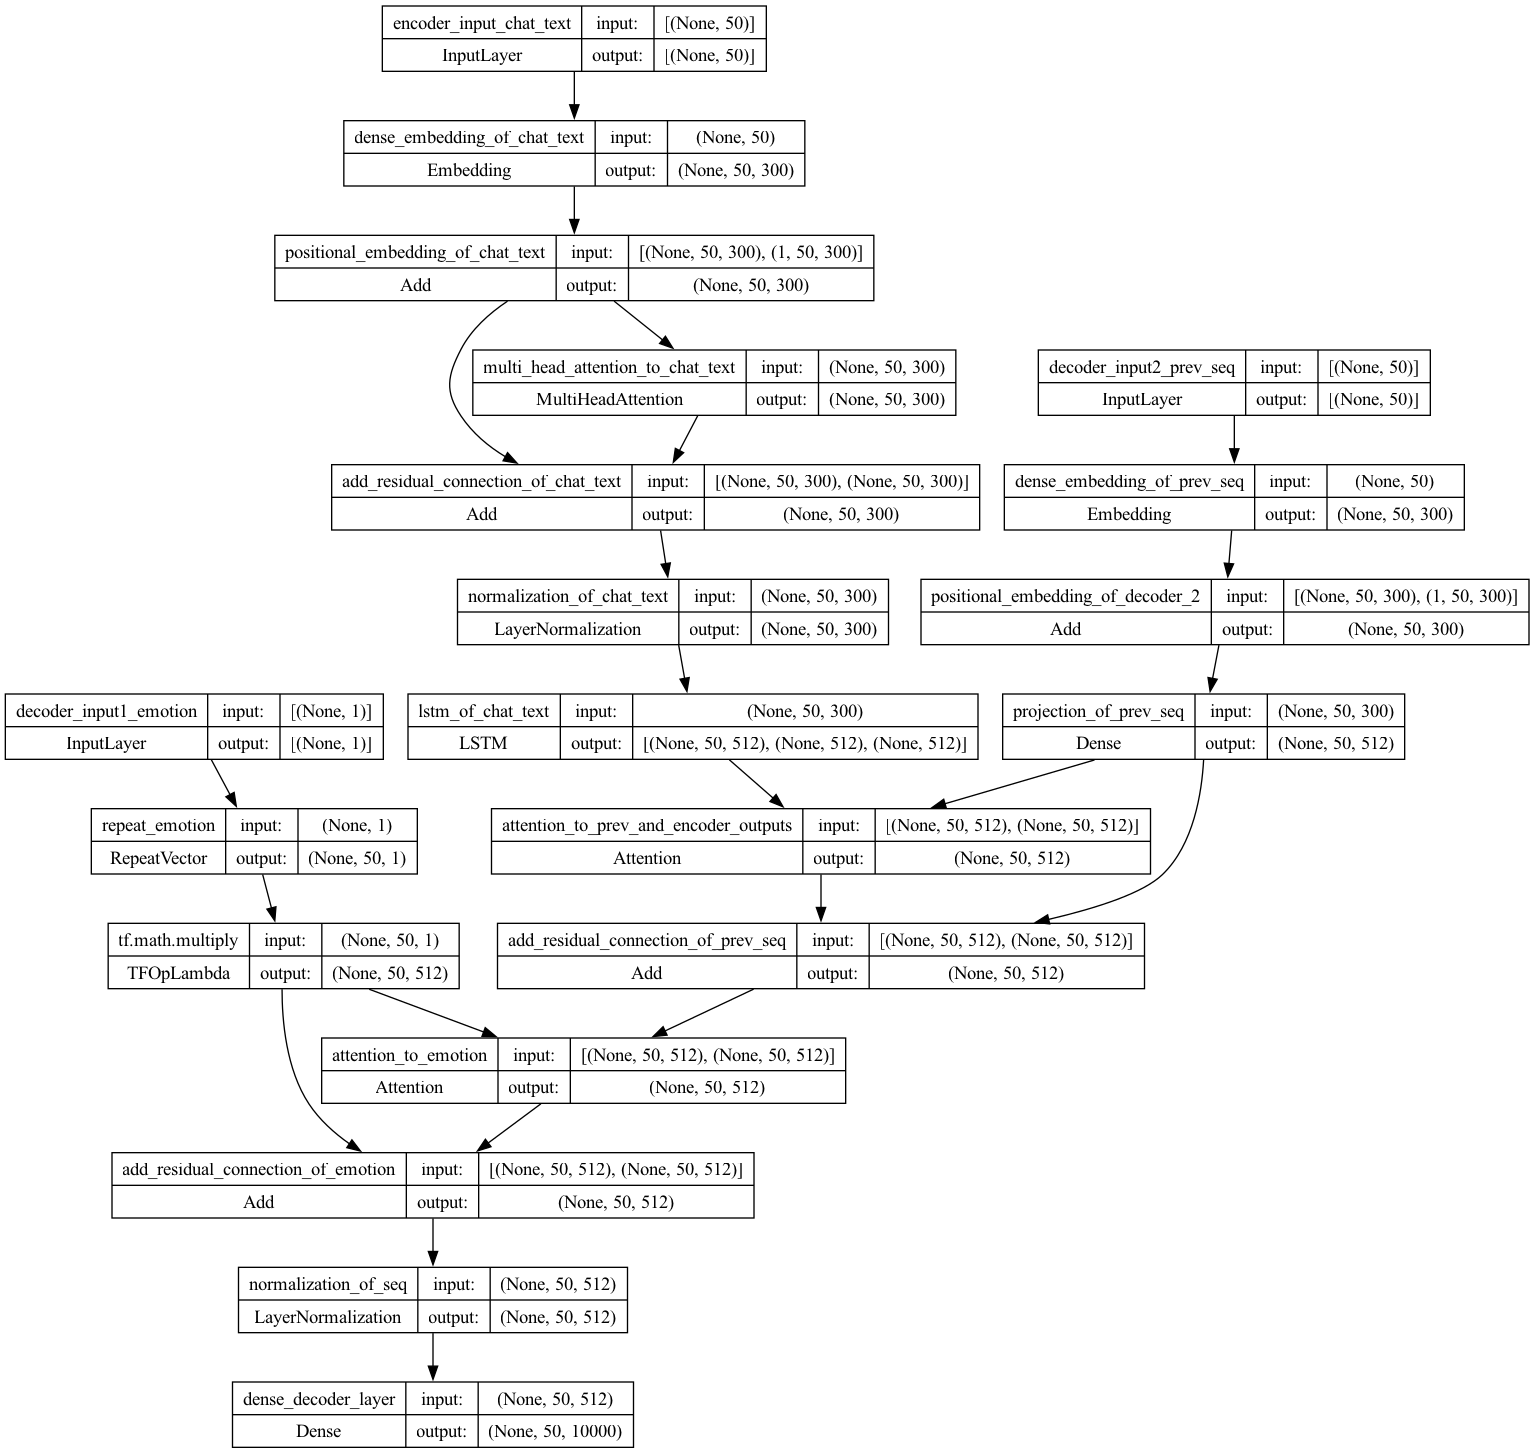 encoder_input_chat_text input: [(None, 50)]
InputLayer output: [(None, 50)]
dense_embedding_of_chat_text input: (None, 50)
Embedding output: (None, 50, 300)
positional_embedding_of_chat_text input: [(None, 50, 300), (1, 50, 300)]
Add output: (None, 50, 300)
multi_head_attention_to_chat_text input: (None, 50, 300)
MultiHeadAttention output: (None, 50, 300)
decoder_input2_prev_seq input: [(None, 50)]
InputLayer output: [(None, 50)]
add_residual_connection_of_chat_text input: [(None, 50, 300), (None, 50, 300)]
Add output: (None, 50, 300)
dense_embedding_of_prev_seq input: (None, 50)
Embedding output: (None, 50, 300)
normalization_of_chat_text input: (None, 50, 300)
LayerNormalization output: (None, 50, 300)
positional_embedding_of_decoder_2 input: [(None, 50, 300), (1, 50, 300)]
Add output: (None, 50, 300)
decoder_input1_emotion input: [(None, 1)]
InputLayer output: [(None, 1)]
lstm_of_chat_text input: (None, 50, 300)
LSTM output: [(None, 50, 512), (None, 512), (None, 512)]
projection_of_prev_seq input: (None, 50, 300)
Dense output: (None, 50, 512)
repeat_emotion input: (None, 1)
RepeatVector output: (None, 50, 1)
attention_to_prev_and_encoder_outputs input: [(None, 50, 512), (None, 50, 512)]
Attention output: (None, 50, 512)
tf.math.multiply input: (None, 50, 1)
TFOpLambda output: (None, 50, 512)
add_residual_connection_of_prev_seq input: [(None, 50, 512), (None, 50, 512)]
Add output: (None, 50, 512)
attention_to_emotion input: [(None, 50, 512), (None, 50, 512)]
Attention output: (None, 50, 512)
add_residual_connection_of_emotion input: [(None, 50, 512), (None, 50, 512)]
Add output: (None, 50, 512)
normalization_of_seq input: (None, 50, 512)
LayerNormalization output: (None, 50, 512)
dense_decoder_layer input: (None, 50, 512)
Dense output: (None, 50, 10000)